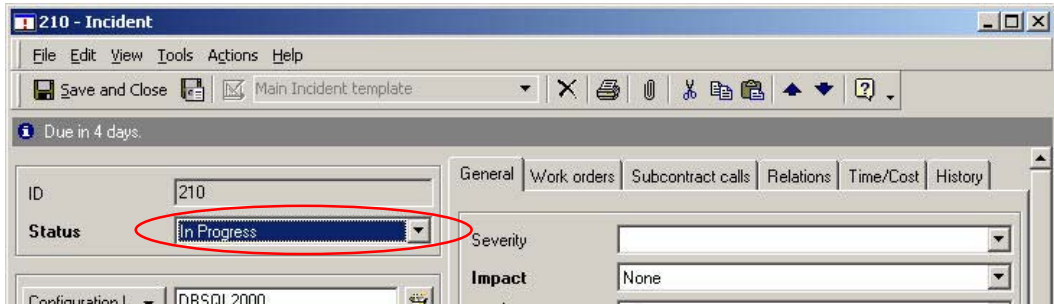 210 - Incident
File Edit View Tools Actions Help
Save and Close Main Incident template
Due in 4 days.
ID 210
Status In Progress
General Work orders Subcontract calls Relations Time/Cost History
Severity
Impact None
Configuration I DBSQL2000